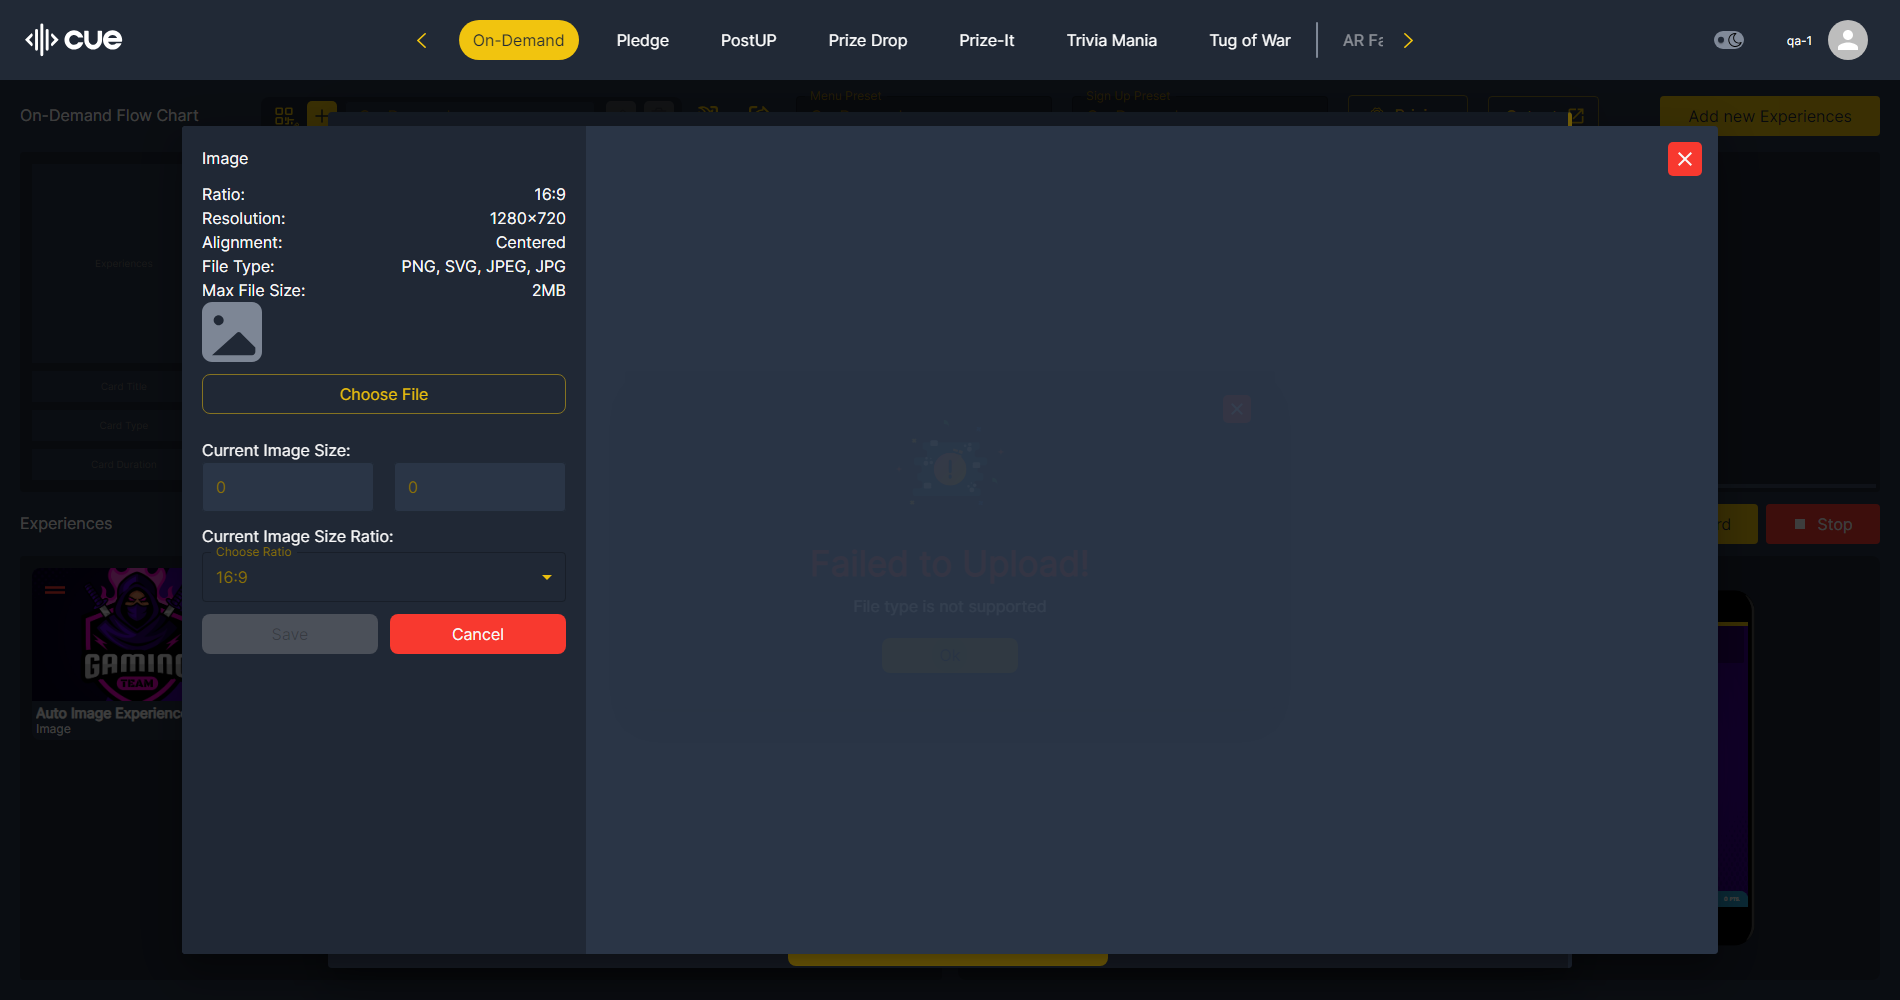 cue
On-Demand
Pledge
PostUP
Prize Drop
Prize-It
Trivia Mania
Tug of War
AR Fa
qa-1
On-Demand Flow Chart
Menu Preset
Sign Up Preset
Add new Experiences
Image
Ratio: 16:9
Resolution: 1280×720
Alignment: Centered
File Type: PNG, SVG, JPEG, JPG
Max File Size: 2MB
Choose File
Current Image Size:
0 0
Current Image Size Ratio:
Choose Ratio
16:9
Save Cancel
Experiences
Card Title
Card Type
Card Duration
Experiences
GAMING
TEAM
Auto Image Experience
Image
Failed to Upload!
File type is not supported
rd
Stop